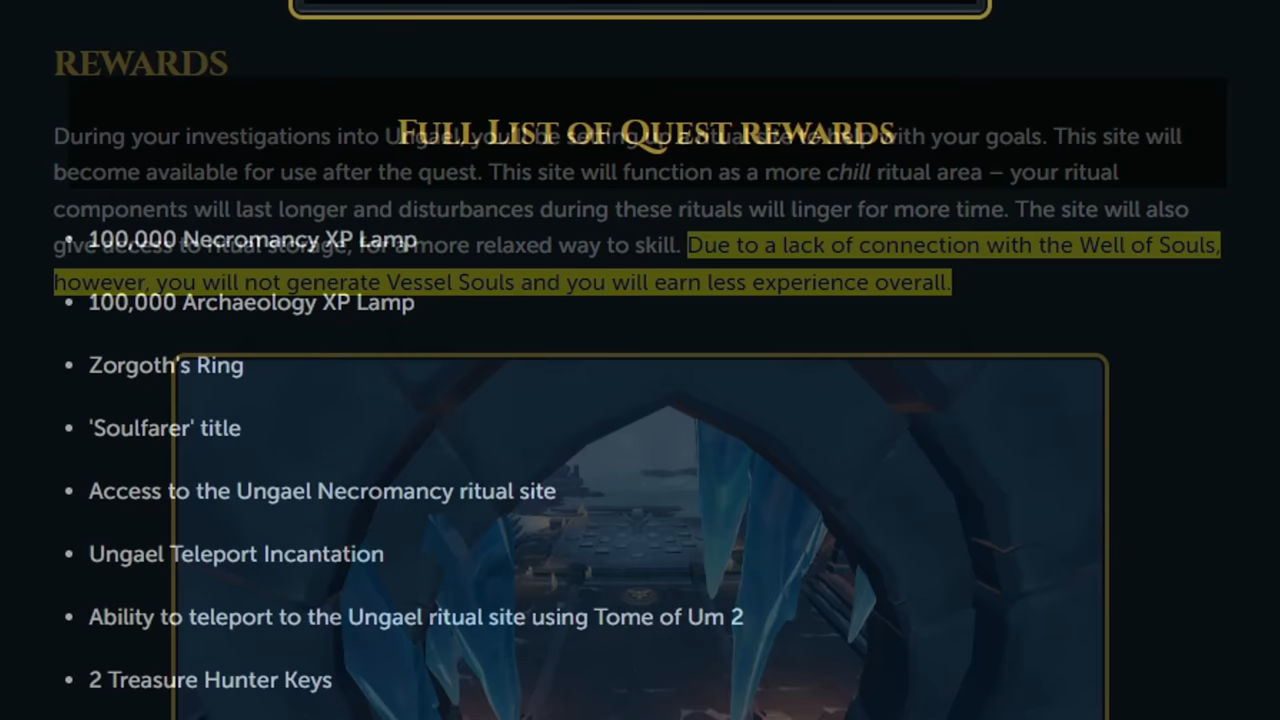 REWARDS
FULL LIST OF QUEST REWARDS
During your investigations into Ungael, you'll be setting up a ritual site to help with your goals. This site will
become available for use after the quest. This site will function as a more chill ritual area – your ritual
components will last longer and disturbances during these rituals will linger for more time. The site will also
give access to ritual storage, for a more relaxed way to skill. Due to a lack of connection with the Well of Souls,
however, you will not generate Vessel Souls and you will earn less experience overall.
• 100,000 Necromancy XP Lamp
• 100,000 Archaeology XP Lamp
• Zorgoth's Ring
• 'Soulfarer' title
• Access to the Ungael Necromancy ritual site
• Ungael Teleport Incantation
• Ability to teleport to the Ungael ritual site using Tome of Um 2
• 2 Treasure Hunter Keys